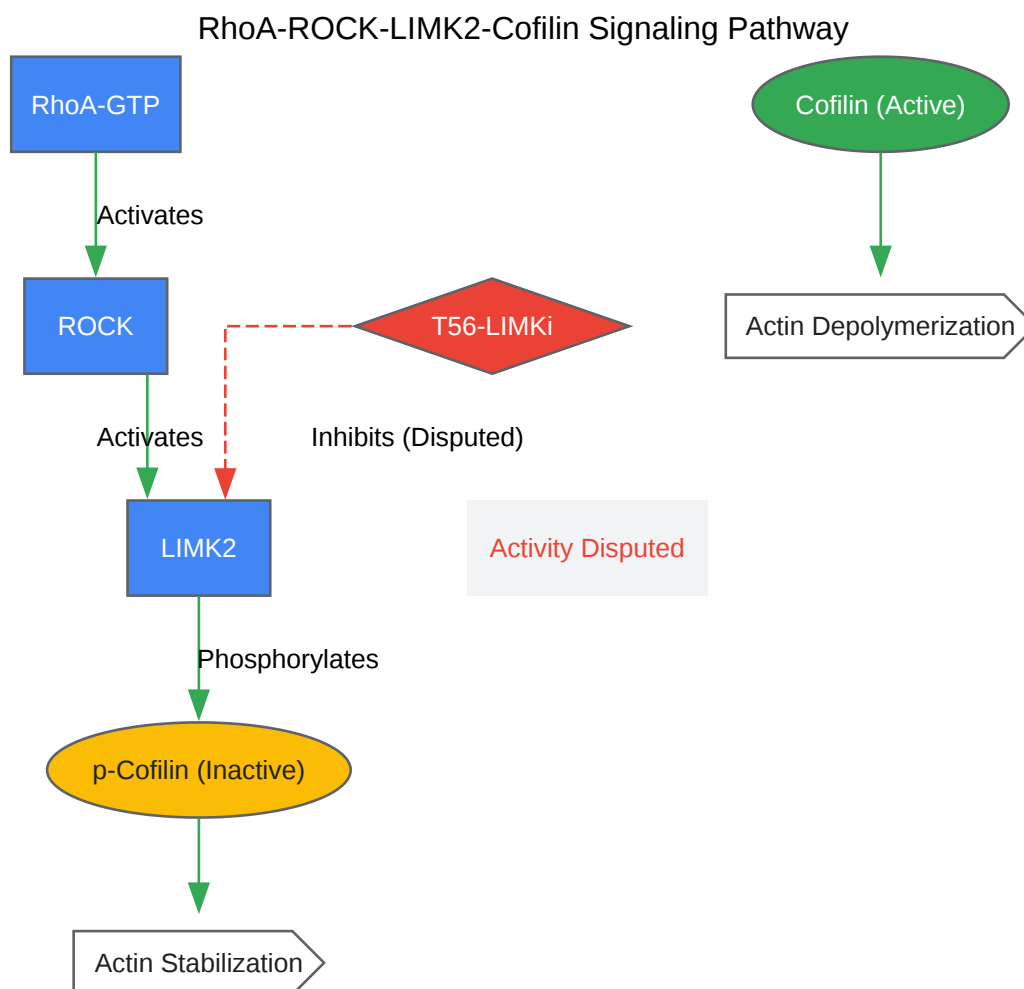 RhoA-ROCK-LIMK2-Cofilin Signaling Pathway
RhoA-GTP
Cofilin (Active)
Activates
ROCK
T56-LIMKi
Actin Depolymerization
Activates
Inhibits (Disputed)
LIMK2
Activity Disputed
Phosphorylates
p-Cofilin (Inactive)
Actin Stabilization